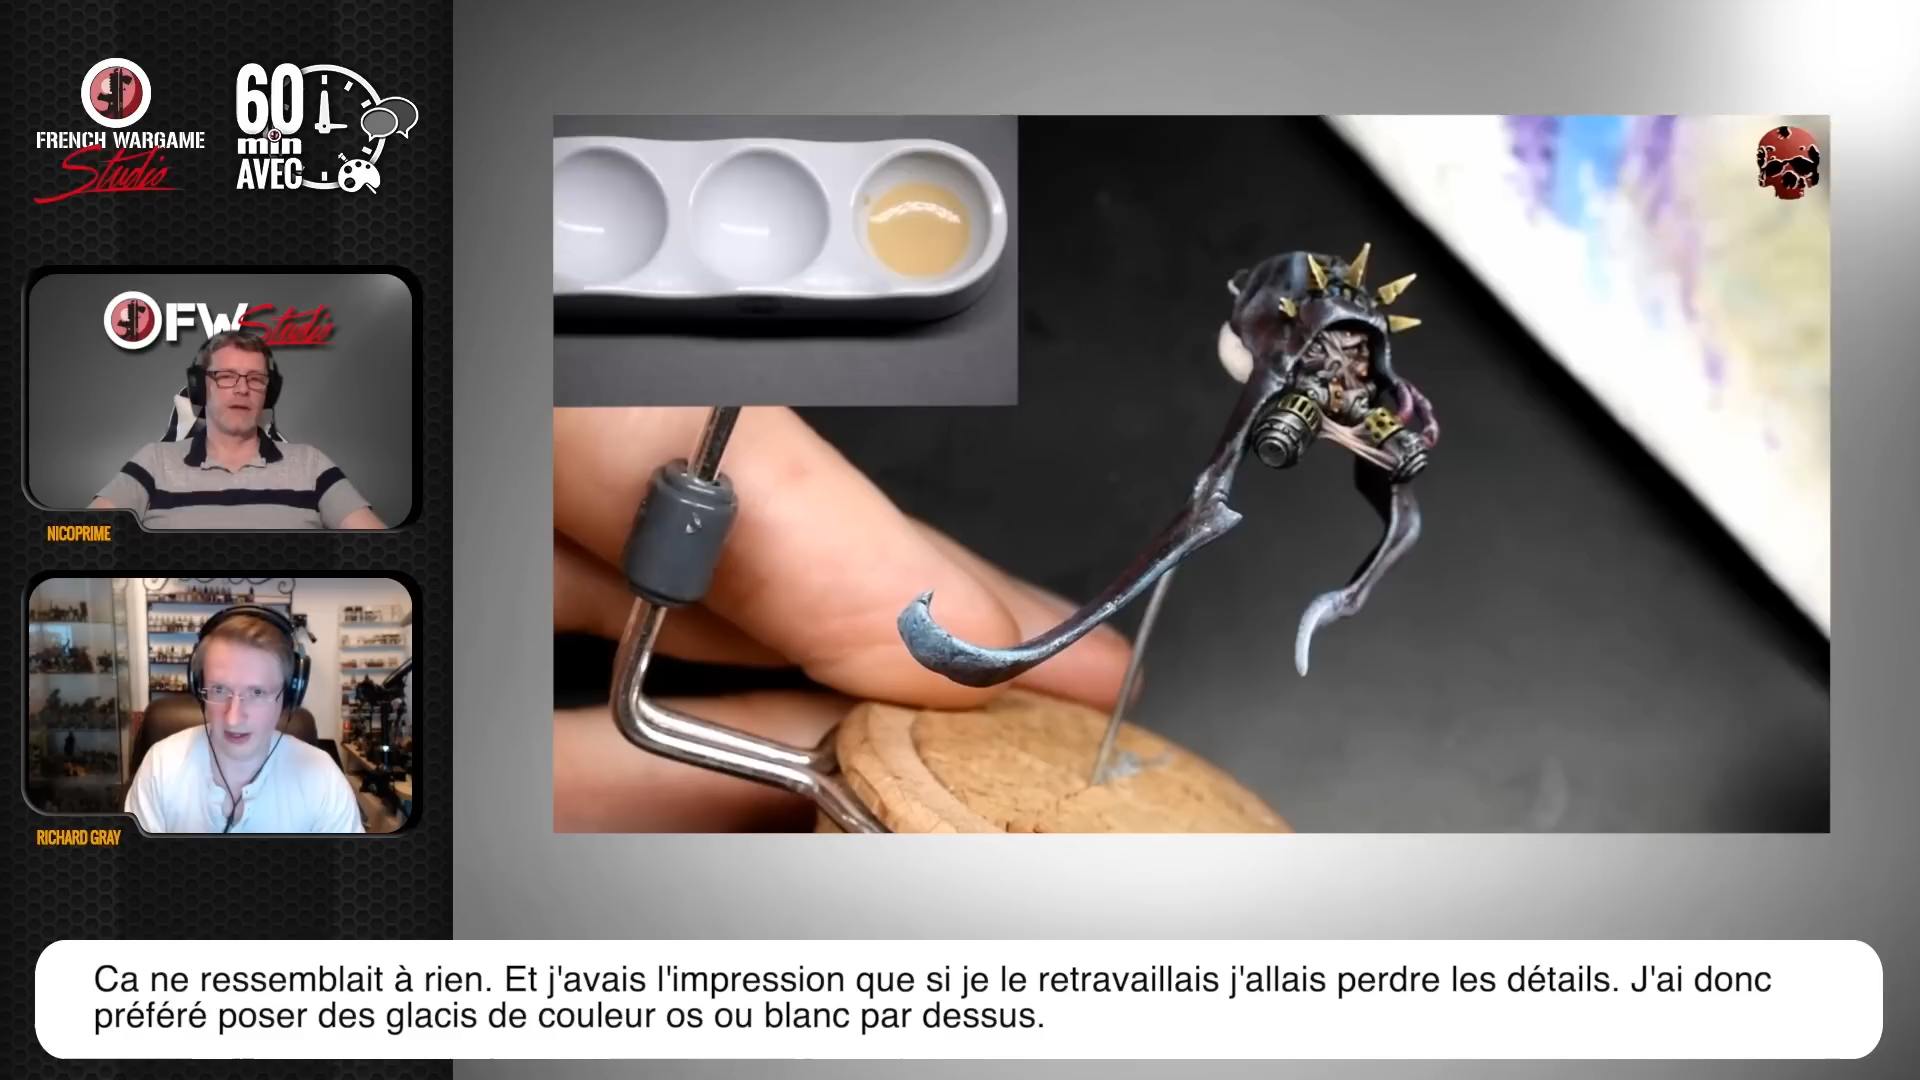 FRENCH WARGAME
Studio
60
min
AVEC
FW Studio
NICOPRIME
RICHARD GRAY
Ca ne ressemblait à rien. Et j'avais l'impression que si je le retravaillais j'allais perdre les détails. J'ai donc
préféré poser des glacis de couleur os ou blanc par dessus.